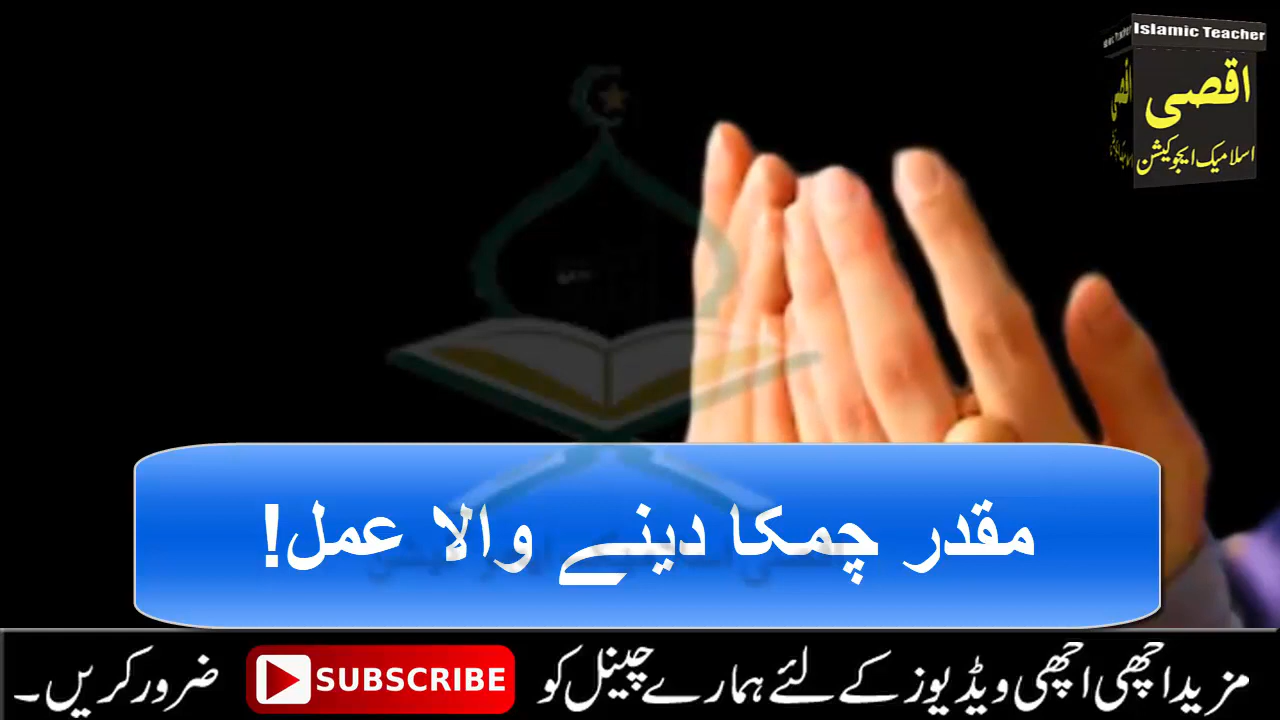 Islamic Teacher
اقصی
اسلامیک ایجوکیشن
مقدر چمکا دینے والا عمل!
مزید اچھی اچھی ویڈیوز کے لئے ہمارے چینل کو SUBSCRIBE ضرور کریں۔